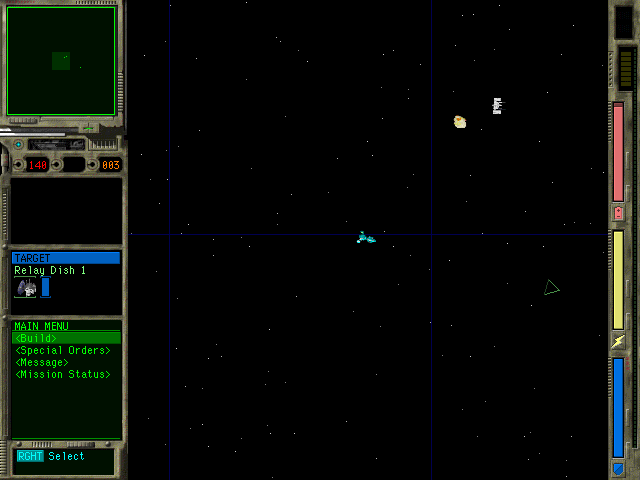 140
003
TARGET
Relay Dish 1
MAIN MENU
<Build>
<Special Orders>
<Message>
<Mission Status>
RGHT Select